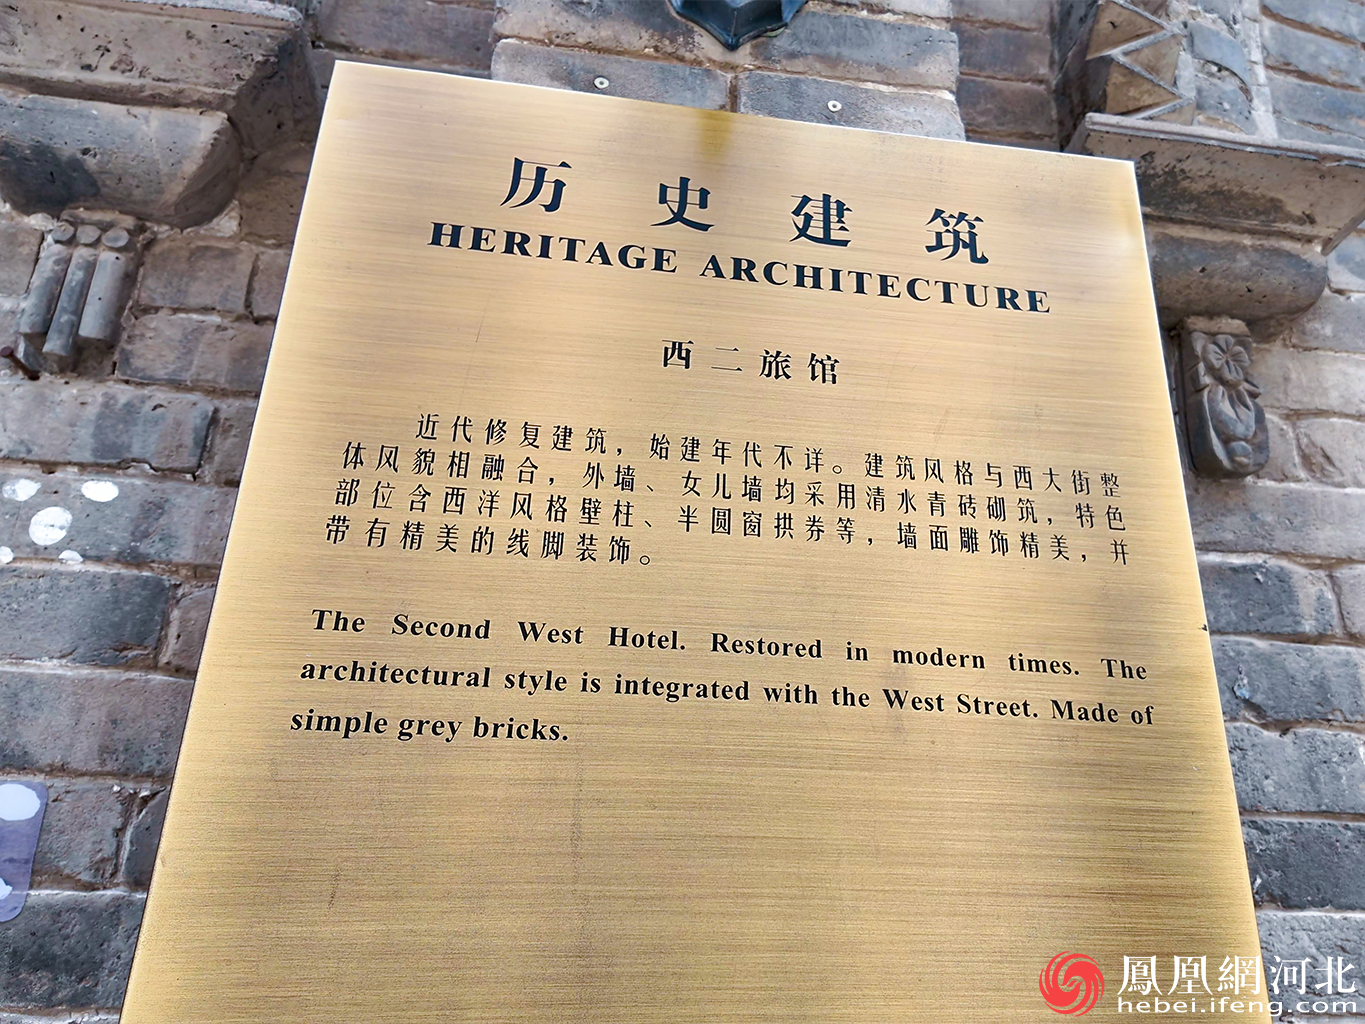 历史建筑
HERITAGE ARCHITECTURE
西二旅馆
近代修复建筑，始建年代不详。建筑风格与西大街整
体风貌相融合，外墙、女儿墙均采用清水青砖砌筑，特色
部位含西洋风格壁柱、半圆窗拱券等，墙面雕饰精美，并
带有精美的线脚装饰。
The Second West Hotel. Restored in modern times. The
architectural style is integrated with the West Street. Made of
simple grey bricks.
鳳凰網河北
hebei.ifeng.com